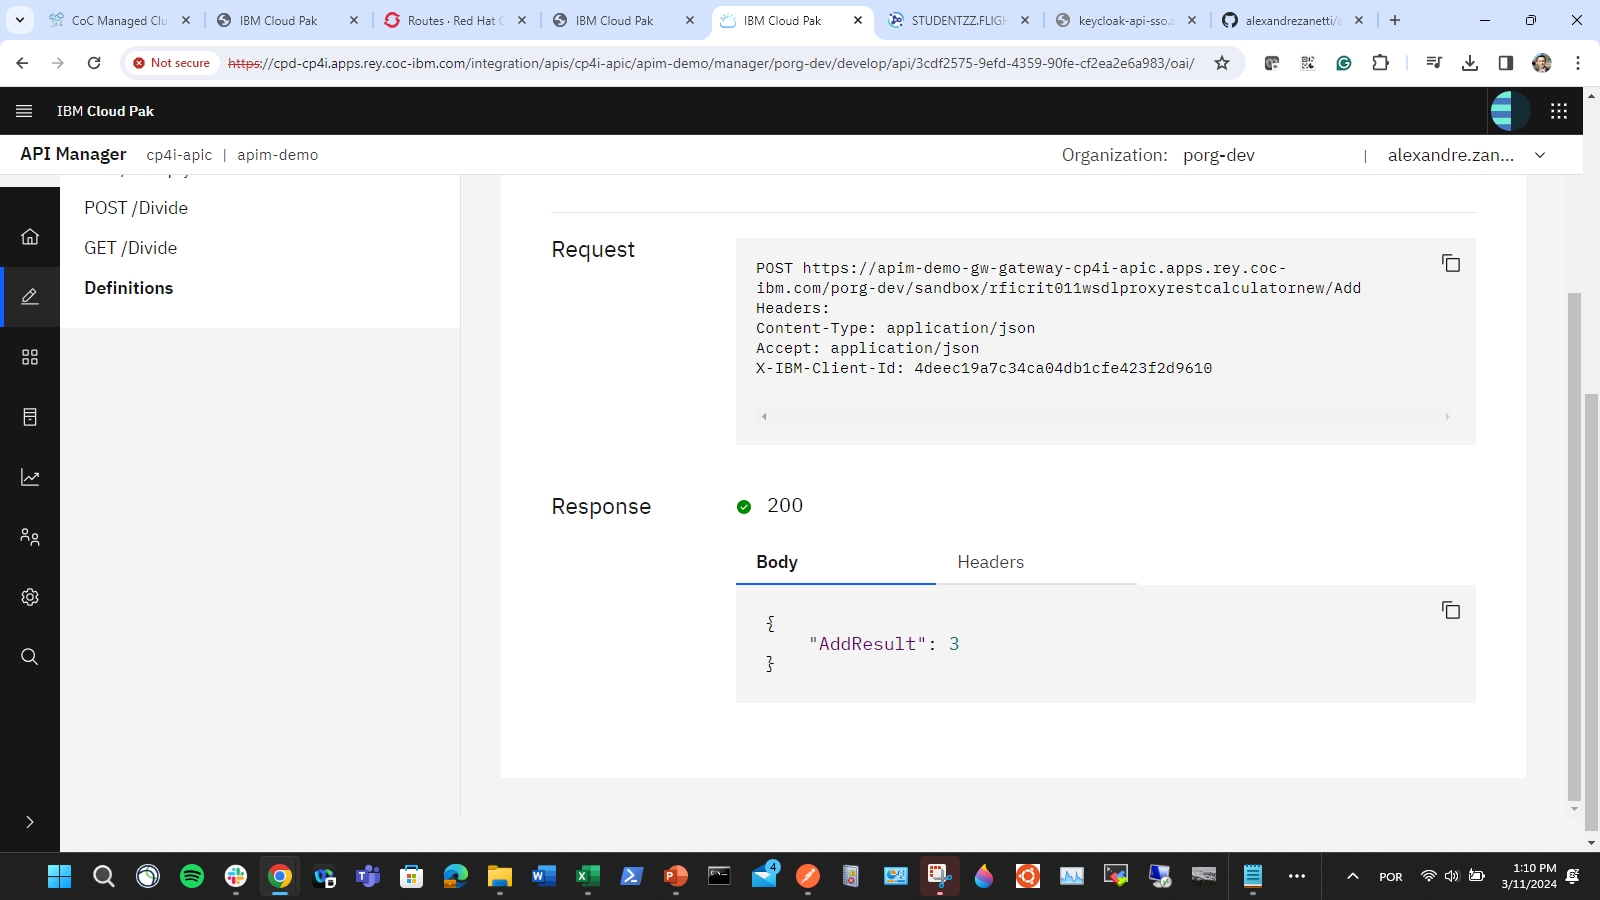 CoC Managed Clu
IBM Cloud Pak
Routes · Red Hat C
IBM Cloud Pak
IBM Cloud Pak
STUDENTZZ.FLIGH
keycloak-api-sso.a
alexandrezanetti/a
Not secure
https://cpd-cp4i.apps.rey.coc-ibm.com/integration/apis/cp4i-apic/apim-demo/manager/porg-dev/develop/api/3cdf2575-9efd-4359-90fe-cf2ea2e6a983/oai/
IBM Cloud Pak
API Manager cp4i-apic | apim-demo
Organization: porg-dev | alexandre.zan...
POST /Divide
GET /Divide
Definitions
Request
POST https://apim-demo-gw-gateway-cp4i-apic.apps.rey.coc-
ibm.com/porg-dev/sandbox/rficrit011wsdlproxyrestcalculatornew/Add
Headers:
Content-Type: application/json
Accept: application/json
X-IBM-Client-Id: 4deec19a7c34ca04db1cfe423f2d9610
Response
200
Body Headers
{
"AddResult": 3
}
4
POR
1:10 PM
3/11/2024